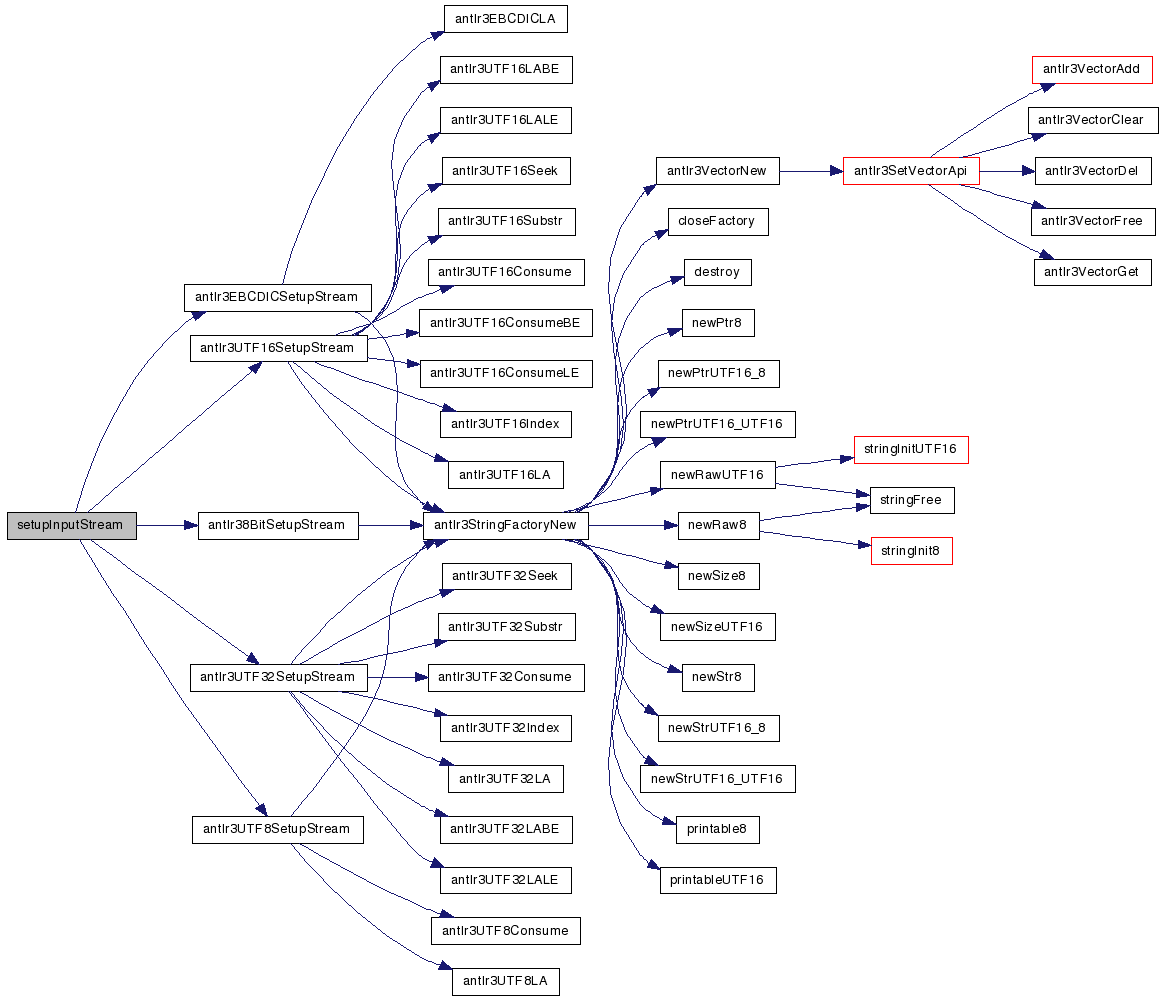 setupInputStream
antlr3EBCDICSetupStream
antlr3UTF16SetupStream
antlr38BitSetupStream
antlr3UTF32SetupStream
antlr3UTF8SetupStream
antlr3EBCDICLA
antlr3UTF16LABE
antlr3UTF16LALE
antlr3UTF16Seek
antlr3UTF16Substr
antlr3UTF16Consume
antlr3UTF16ConsumeBE
antlr3UTF16ConsumeLE
antlr3UTF16Index
antlr3UTF16LA
antlr3StringFactoryNew
antlr3UTF32Seek
antlr3UTF32Substr
antlr3UTF32Consume
antlr3UTF32Index
antlr3UTF32LA
antlr3UTF32LABE
antlr3UTF32LALE
antlr3UTF8Consume
antlr3UTF8LA
antlr3VectorNew
closeFactory
destroy
newPtr8
newPtrUTF16_8
newPtrUTF16_UTF16
newRawUTF16
newRaw8
newSize8
newSizeUTF16
newStr8
newStrUTF16_8
newStrUTF16_UTF16
printable8
printableUTF16
antlr3SetVectorApi
stringInitUTF16
stringFree
stringInit8
antlr3VectorAdd
antlr3VectorClear
antlr3VectorDel
antlr3VectorFree
antlr3VectorGet